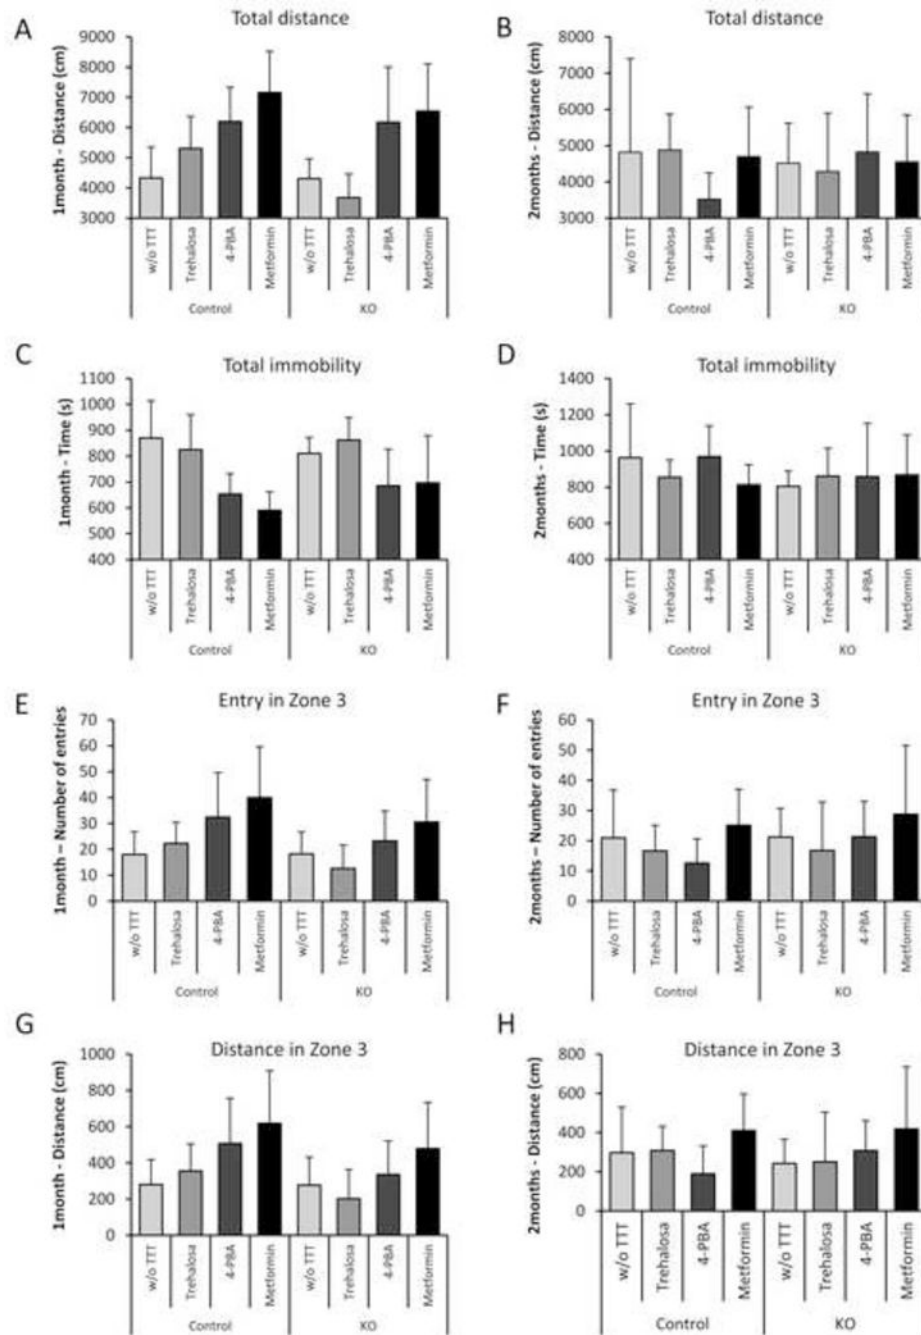 A
Total distance
1month - Distance (cm)
9000
8000
7000
6000
5000
4000
3000
w/o TTT
Trehalosa
4-PBA
Metformin
w/o TTT
Trehalosa
4-PBA
Metformin
Control
KO
B
Total distance
2months - Distance (cm)
8000
7000
6000
5000
4000
3000
w/o TTT
Trehalosa
4-PBA
Metformin
w/o TTT
Trehalosa
4-PBA
Metformin
Control
KO
C
Total immobility
1month - Time (s)
1100
1000
900
800
700
600
500
400
w/o TTT
Trehalosa
4-PBA
Metformin
w/o TTT
Trehalosa
4-PBA
Metformin
Control
KO
D
Total immobility
2months - Time (s)
1400
1200
1000
800
600
400
w/o TTT
Trehalosa
4-PBA
Metformin
w/o TTT
Trehalosa
4-PBA
Metformin
Control
KO
E
Entry in Zone 3
1month – Number of entries
70
60
50
40
30
20
10
0
w/o TTT
Trehalosa
4-PBA
Metformin
w/o TTT
Trehalosa
4-PBA
Metformin
Control
KO
F
Entry in Zone 3
2months – Number of entries
60
50
40
30
20
10
0
w/o TTT
Trehalosa
4-PBA
Metformin
w/o TTT
Trehalosa
4-PBA
Metformin
Control
KO
G
Distance in Zone 3
1month - Distance (cm)
1000
800
600
400
200
0
w/o TTT
Trehalosa
4-PBA
Metformin
w/o TTT
Trehalosa
4-PBA
Metformin
Control
KO
H
Distance in Zone 3
2months - Distance (cm)
800
600
400
200
0
w/o TTT
Trehalosa
4-PBA
Metformin
w/o TTT
Trehalosa
4-PBA
Metformin
Control
KO